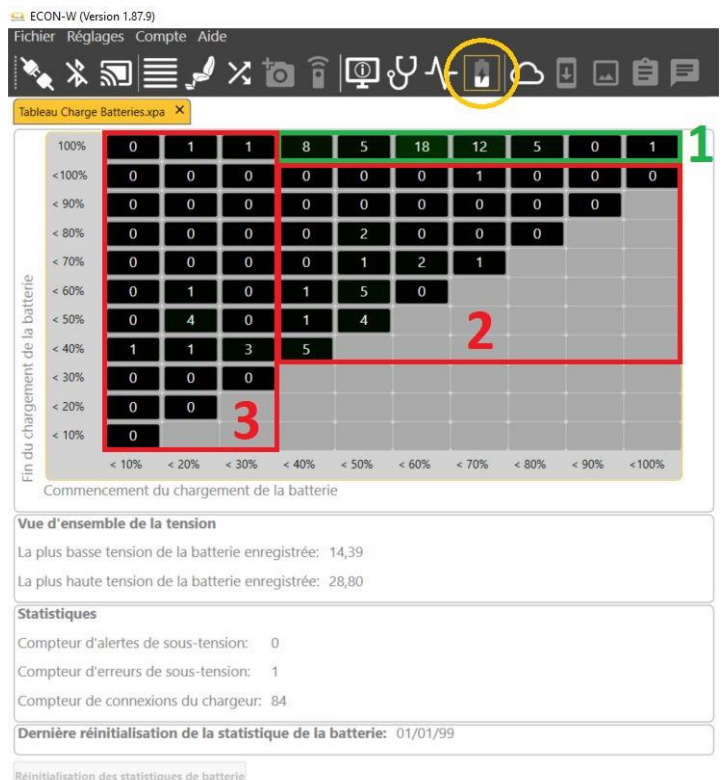 ECON-W (Version 1.87.9)
Fichier Réglages Compte Aide
Tableau Charge Batteries.xpa X
100% 0 1 1 8 5 18 12 5 0 1 1
<100% 0 0 0 0 0 0 1 0 0 0
< 90% 0 0 0 0 0 0 0 0 0
< 80% 0 0 0 0 2 0 0 0
< 70% 0 0 0 0 1 2 1
< 60% 0 1 0 1 5 0
< 50% 0 4 0 1 4 2
< 40% 1 1 3 5
< 30% 0 0 0
< 20% 0 0 3
< 10% 0
Fin du chargement de la batterie
< 10% < 20% < 30% < 40% < 50% < 60% < 70% < 80% < 90% <100%
Commencement du chargement de la batterie
Vue d'ensemble de la tension
La plus basse tension de la batterie enregistrée: 14,39
La plus haute tension de la batterie enregistrée: 28,80
Statistiques
Compteur d'alertes de sous-tension: 0
Compteur d'erreurs de sous-tension: 1
Compteur de connexions du chargeur: 84
Dernière réinitialisation de la statistique de la batterie: 01/01/99
Réinitialisation des statistiques de batterie